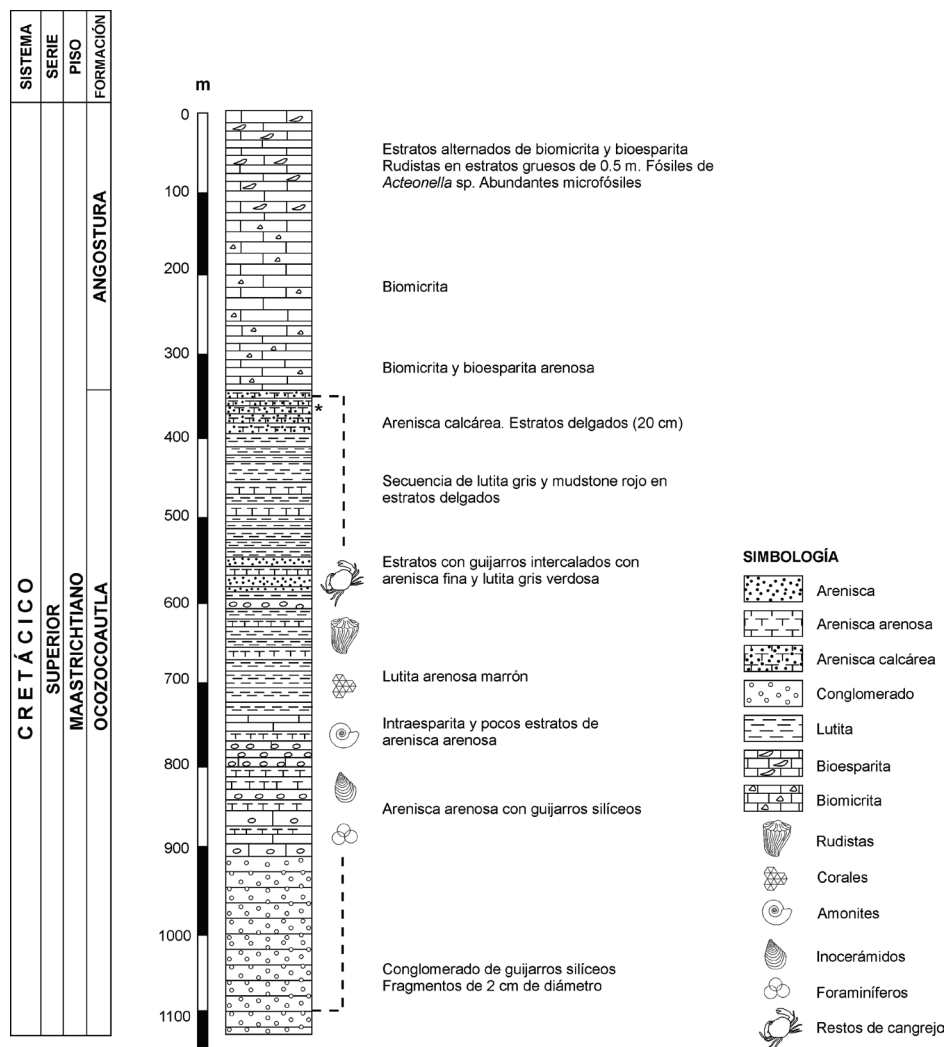 SISTEMA
SERIE
PISO
FORMACIÓN
CRETÁCICO
SUPERIOR
MAASTRICHTIANO
ANGOSTURA
OCOZOCOAUTLA
m
0
100
200
300
400
500
600
700
800
900
1000
1100
*
Estratos alternados de biomicrita y bioesparita
Rudistas en estratos gruesos de 0.5 m. Fósiles de
Acteonella sp. Abundantes microfósiles
Biomicrita
Biomicrita y bioesparita arenosa
Arenisca calcárea. Estratos delgados (20 cm)
Secuencia de lutita gris y mudstone rojo en
estratos delgados
Estratos con guijarros intercalados con
arenisca fina y lutita gris verdosa
Lutita arenosa marrón
Intraesparita y pocos estratos de
arenisca arenosa
Arenisca arenosa con guijarros silíceos
Conglomerado de guijarros silíceos
Fragmentos de 2 cm de diámetro
SIMBOLOGÍA
Arenisca
Arenisca arenosa
Arenisca calcárea
Conglomerado
Lutita
Bioesparita
Biomicrita
Rudistas
Corales
Amonites
Inocerámidos
Foraminíferos
Restos de cangrejo